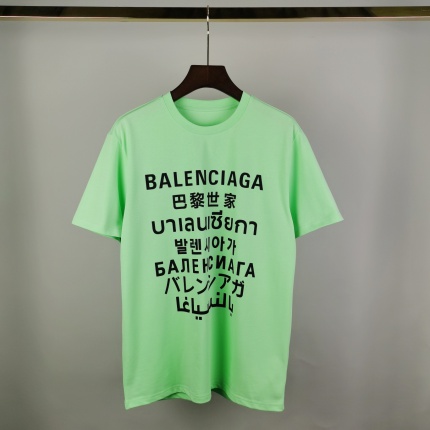 BALENCIAGA
巴黎世家
บาเลนเซียกา
발렌시아가
БАЛЕНСИАГА
バレンシアガ
بالنسياغا